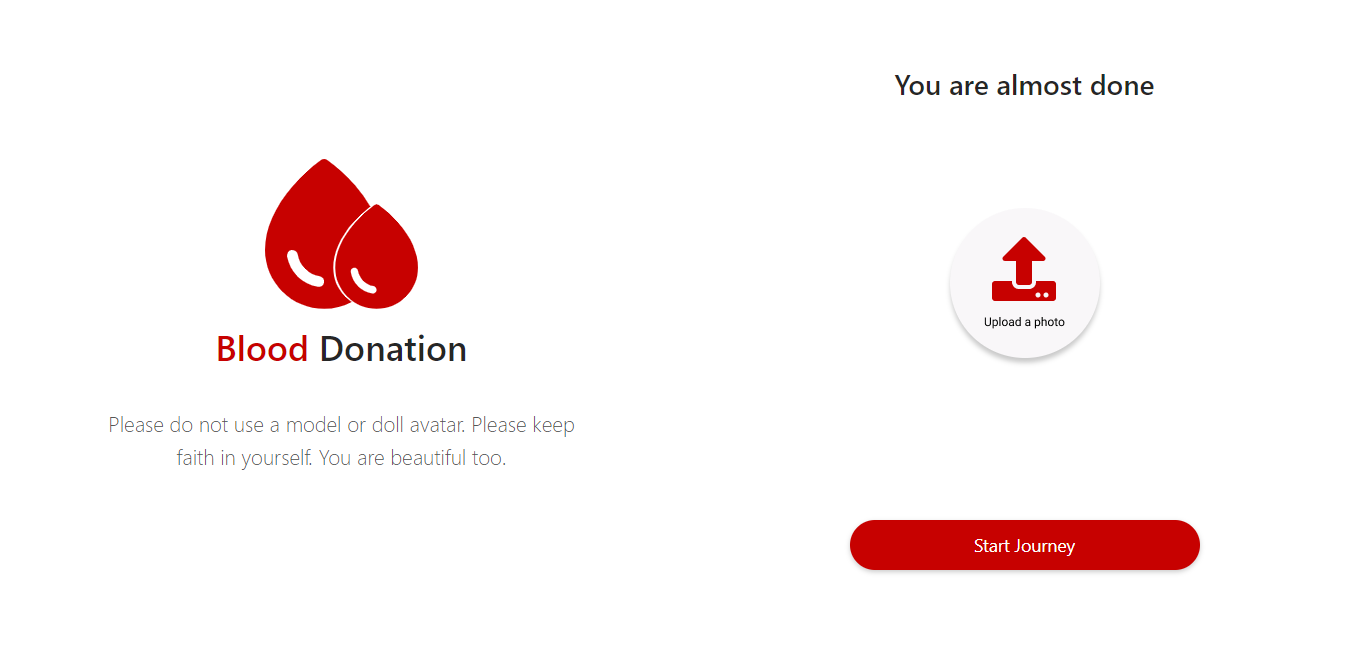 Blood Donation
Please do not use a model or doll avatar. Please keep
faith in yourself. You are beautiful too.
You are almost done
Upload a photo
Start Journey